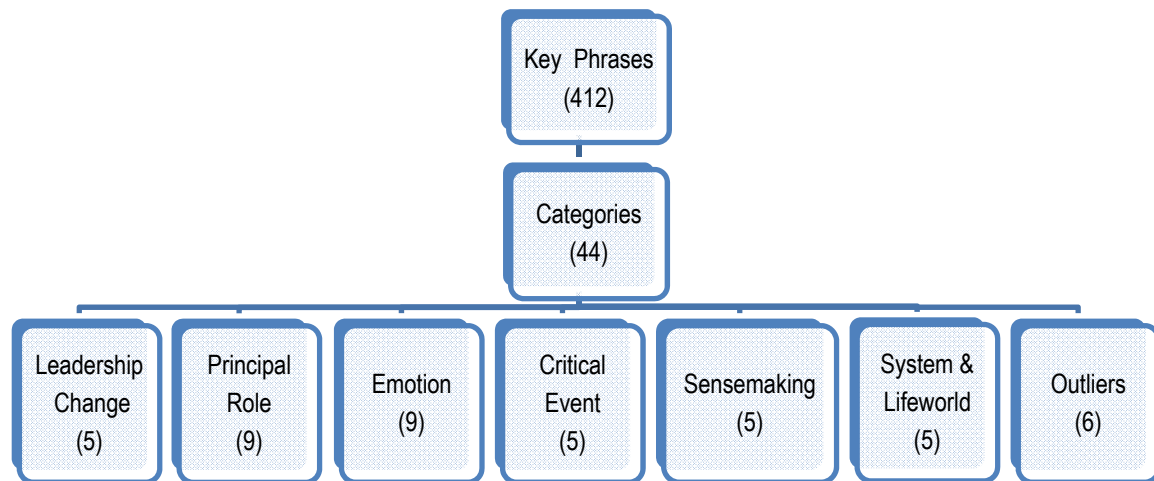 Key Phrases
(412)
Categories
(44)
Leadership
Change
(5)
Principal
Role
(9)
Emotion
(9)
Critical
Event
(5)
Sensemaking
(5)
System &
Lifeworld
(5)
Outliers
(6)